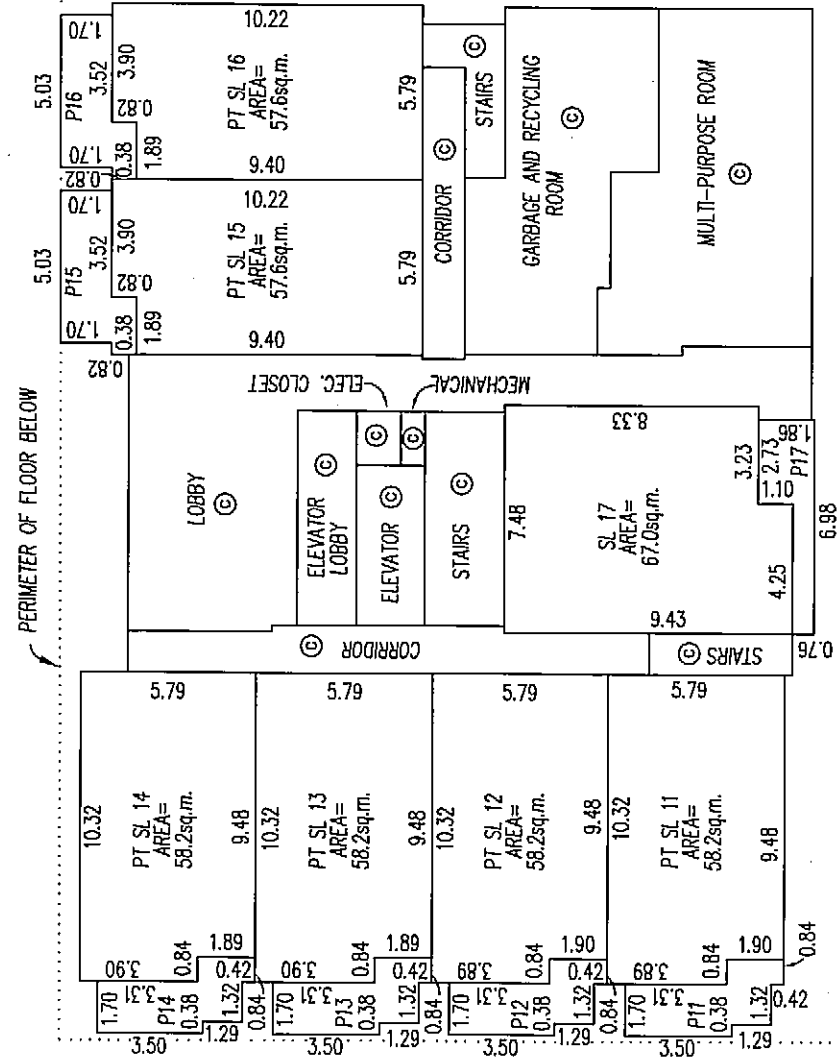 PERIMETER OF FLOOR BELOW
5.03
5.03
1.70
P16
3.52
3.90
0.82
1.70
0.38
1.89
0.82
10.22
PT SL 16
AREA=
57.6sq.m.
9.40
5.79
1.70
P15
3.52
3.90
0.82
1.70
0.38
1.89
0.82
10.22
PT SL 15
AREA=
57.6sq.m.
9.40
5.79
CORRIDOR ©
STAIRS ©
GARBAGE AND RECYCLING
ROOM ©
MULTI-PURPOSE ROOM
©
LOBBY
©
ELEC. CLOSET
MECHANICAL
ELEVATOR
LOBBY
©
©
©
ELEVATOR
STAIRS ©
7.48
8.33
SL 17
AREA=
67.0sq.m.
9.43
3.23
2.73
1.10
1.86
P17
4.25
6.98
0.76
CORRIDOR ©
STAIRS ©
5.79
10.32
PT SL 14
AREA=
58.2sq.m.
9.48
3.90
0.84
1.89
1.70
3.31
P14
0.38
0.42
1.32
1.29
0.84
3.50
5.79
10.32
PT SL 13
AREA=
58.2sq.m.
9.48
3.90
0.84
1.89
1.70
3.31
P13
0.38
0.42
1.32
1.29
0.84
3.50
5.79
10.32
PT SL 12
AREA=
58.2sq.m.
9.48
3.89
0.84
1.90
1.70
3.31
P12
0.38
0.42
1.32
1.29
0.84
3.50
5.79
10.32
PT SL 11
AREA=
58.2sq.m.
9.48
3.89
0.84
1.90
1.70
3.31
P11
0.38
1.32
0.42
1.29
0.84
3.50